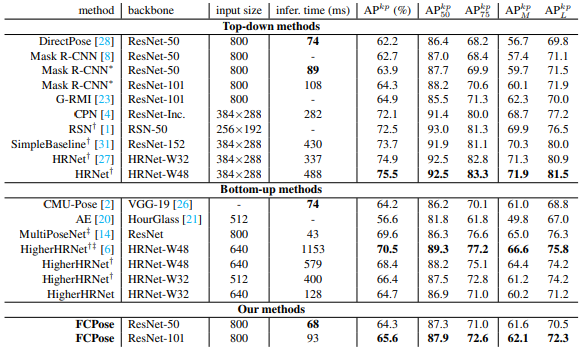 method backbone input size infer. time (ms) AP^kp (%) AP^kp_50 AP^kp_75 AP^kp_M AP^kp_L
Top-down methods
DirectPose [28] ResNet-50 800 74 62.2 86.4 68.2 56.7 69.8
Mask R-CNN [8] ResNet-50 800 - 62.7 87.0 68.4 57.4 71.1
Mask R-CNN* ResNet-50 800 89 63.9 87.7 69.9 59.7 71.5
Mask R-CNN* ResNet-101 800 108 64.3 88.2 70.6 60.1 71.9
G-RMI [23] ResNet-101 800 - 64.9 85.5 71.3 62.3 70.0
CPN [4] ResNet-Inc. 384×288 282 72.1 91.4 80.0 68.7 77.2
RSN† [1] RSN-50 256×192 - 72.5 93.0 81.3 69.9 76.5
SimpleBaseline† [31] ResNet-152 384×288 430 73.7 91.9 81.1 70.3 80.0
HRNet† [27] HRNet-W32 384×288 337 74.9 92.5 82.8 71.3 80.9
HRNet† HRNet-W48 384×288 488 75.5 92.5 83.3 71.9 81.5
Bottom-up methods
CMU-Pose [2] VGG-19 [26] - 74 64.2 86.2 70.1 61.0 68.8
AE [20] HourGlass [21] 512 - 56.6 81.8 61.8 49.8 67.0
MultiPoseNet‡ [14] ResNet 800 43 69.6 86.3 76.6 65.0 76.3
HigherHRNet†‡ [6] HRNet-W48 640 1153 70.5 89.3 77.2 66.6 75.8
HigherHRNet† HRNet-W48 640 579 68.4 88.2 75.1 64.4 74.2
HigherHRNet† HRNet-W32 512 400 66.4 87.5 72.8 61.2 74.2
HigherHRNet HRNet-W32 640 128 64.7 86.9 71.0 60.2 71.2
Our methods
FCPose ResNet-50 800 68 64.3 87.3 71.0 61.6 70.5
FCPose ResNet-101 800 93 65.6 87.9 72.6 62.1 72.3